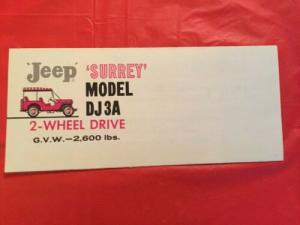 'Jeep' 'SURREY'
MODEL
DJ3A
2-WHEEL DRIVE
G.V.W.—2,600 lbs.